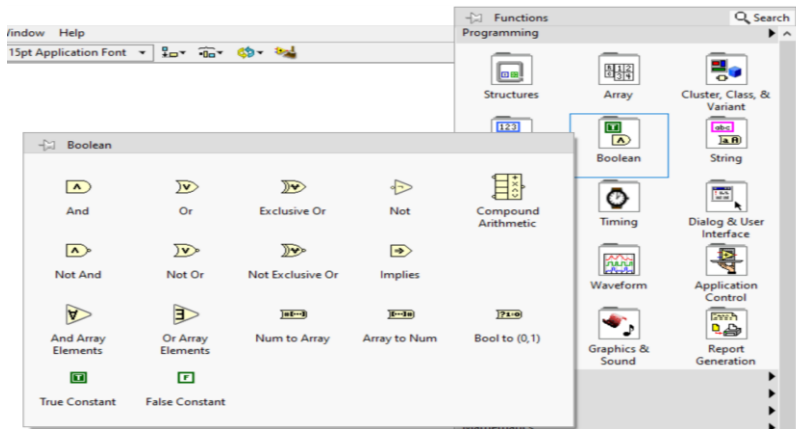 Functions
Search
Window Help
Programming
15pt Application Font
Structures
Array
Cluster, Class, &
Variant
123
Boolean
String
Timing
Dialog & User
Interface
Waveform
Application
Control
Graphics &
Sound
Report
Generation
Boolean
And
Or
Exclusive Or
Not
Compound
Arithmetic
Not And
Not Or
Not Exclusive Or
Implies
And Array
Elements
Or Array
Elements
Num to Array
Array to Num
Bool to (0,1)
True Constant
False Constant